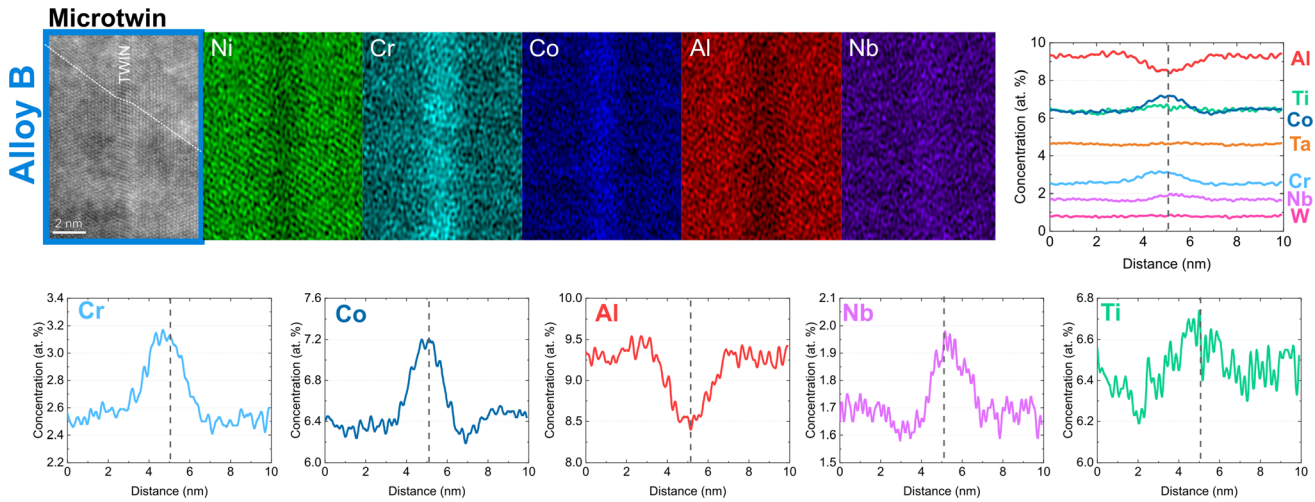 Microtwin
Alloy B
TWIN
2 nm
Ni
Cr
Co
Al
Nb
Concentration (at. %)
10
8
6
4
2
0
0 2 4 6 8 10
Distance (nm)
Al
Ti
Co
Ta
Cr
Nb
W
Cr
Concentration (at. %)
3.4
3.2
3.0
2.8
2.6
2.4
2.2
0 2 4 6 8 10
Distance (nm)
Co
Concentration (at. %)
7.6
7.2
6.8
6.4
6.0
0 2 4 6 8 10
Distance (nm)
Al
Concentration (at. %)
10.0
9.5
9.0
8.5
8.0
0 2 4 6 8 10
Distance (nm)
Nb
Concentration (at. %)
2.1
2.0
1.9
1.8
1.7
1.6
1.5
0 2 4 6 8 10
Distance (nm)
Ti
Concentration (at. %)
6.8
6.6
6.4
6.2
6.0
0 2 4 6 8 10
Distance (nm)